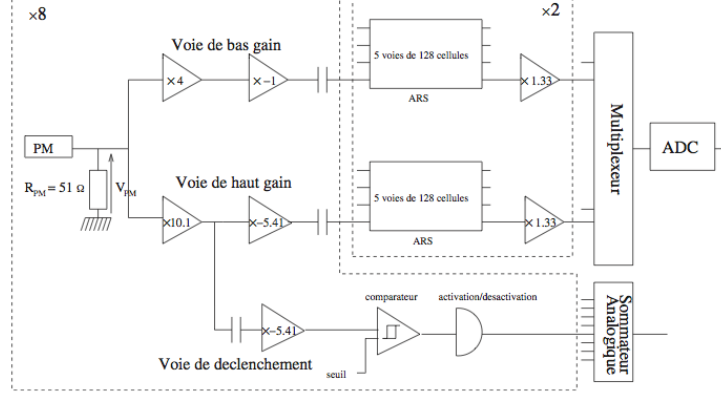 ×8
×2
Voie de bas gain
×4
×−1
5 voies de 128 cellules
ARS
×1.33
Multiplexeur
ADC
PM
R_PM = 51 Ω
V_PM
Voie de haut gain
×10.1
×−5.41
5 voies de 128 cellules
ARS
×1.33
×−5.41
comparateur
activation/desactivation
seuil
Voie de declenchement
Sommateur
Analogique